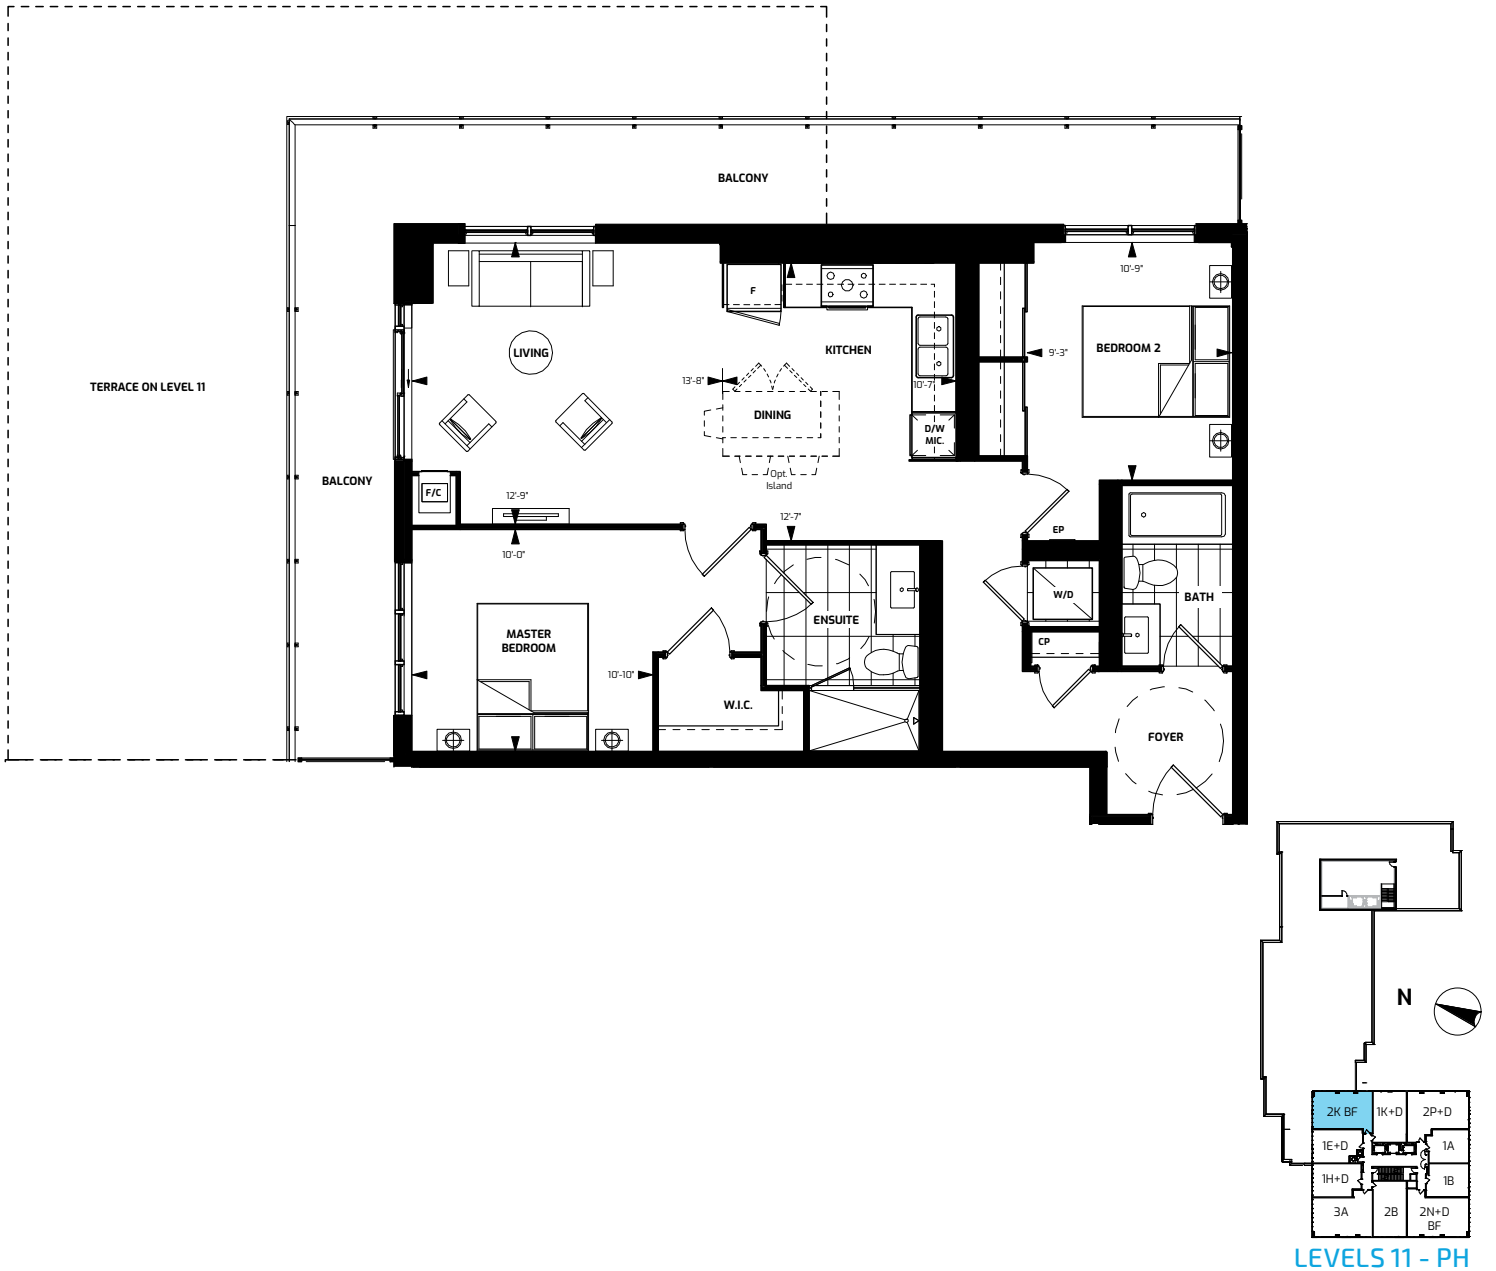 BALCONY
TERRACE ON LEVEL 11
BALCONY
LIVING
F
KITCHEN
13'-8"
10'-7"
DINING
D/W
MIC.
Opt.
Island
F/C
12'-9"
12'-7"
10'-9"
9'-3"
BEDROOM 2
EP
10'-0"
MASTER
BEDROOM
10'-10"
ENSUITE
W.I.C.
W/D
CP
BATH
FOYER
N
2K BF
1K+D
2P+D
1E+D
1A
1H+D
1B
3A
2B
2N+D
BF
LEVELS 11 - PH